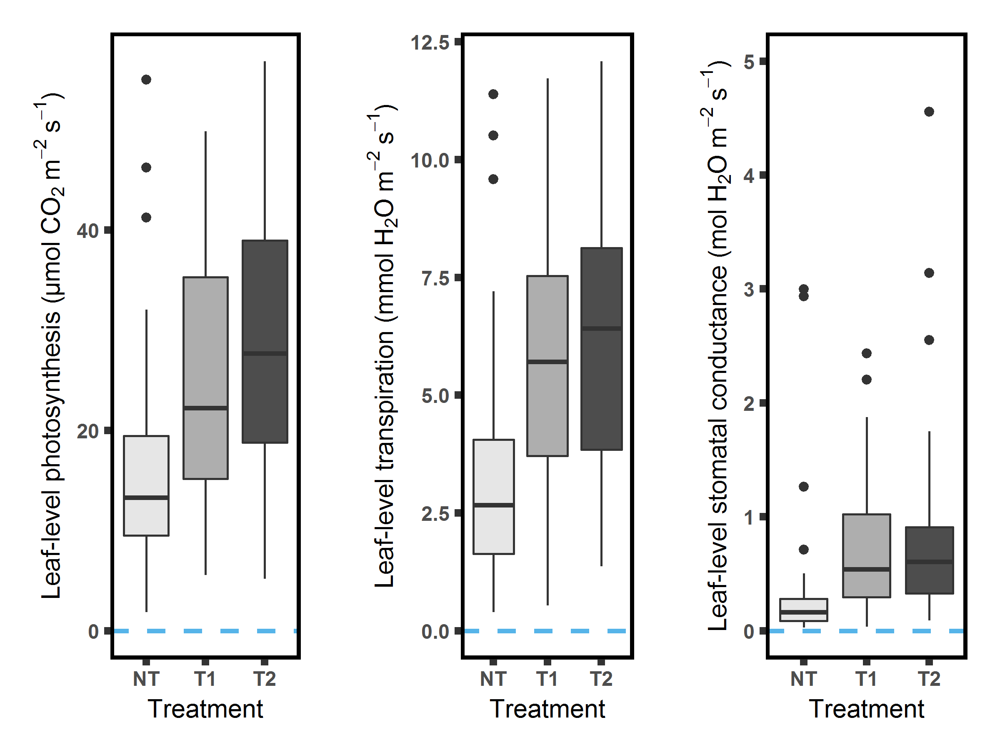 Leaf-level photosynthesis (μmol CO₂ m⁻² s⁻¹)
40
20
0
NT T1 T2
Treatment
Leaf-level transpiration (mmol H₂O m⁻² s⁻¹)
12.5
10.0
7.5
5.0
2.5
0.0
NT T1 T2
Treatment
Leaf-level stomatal conductance (mol H₂O m⁻² s⁻¹)
5
4
3
2
1
0
NT T1 T2
Treatment